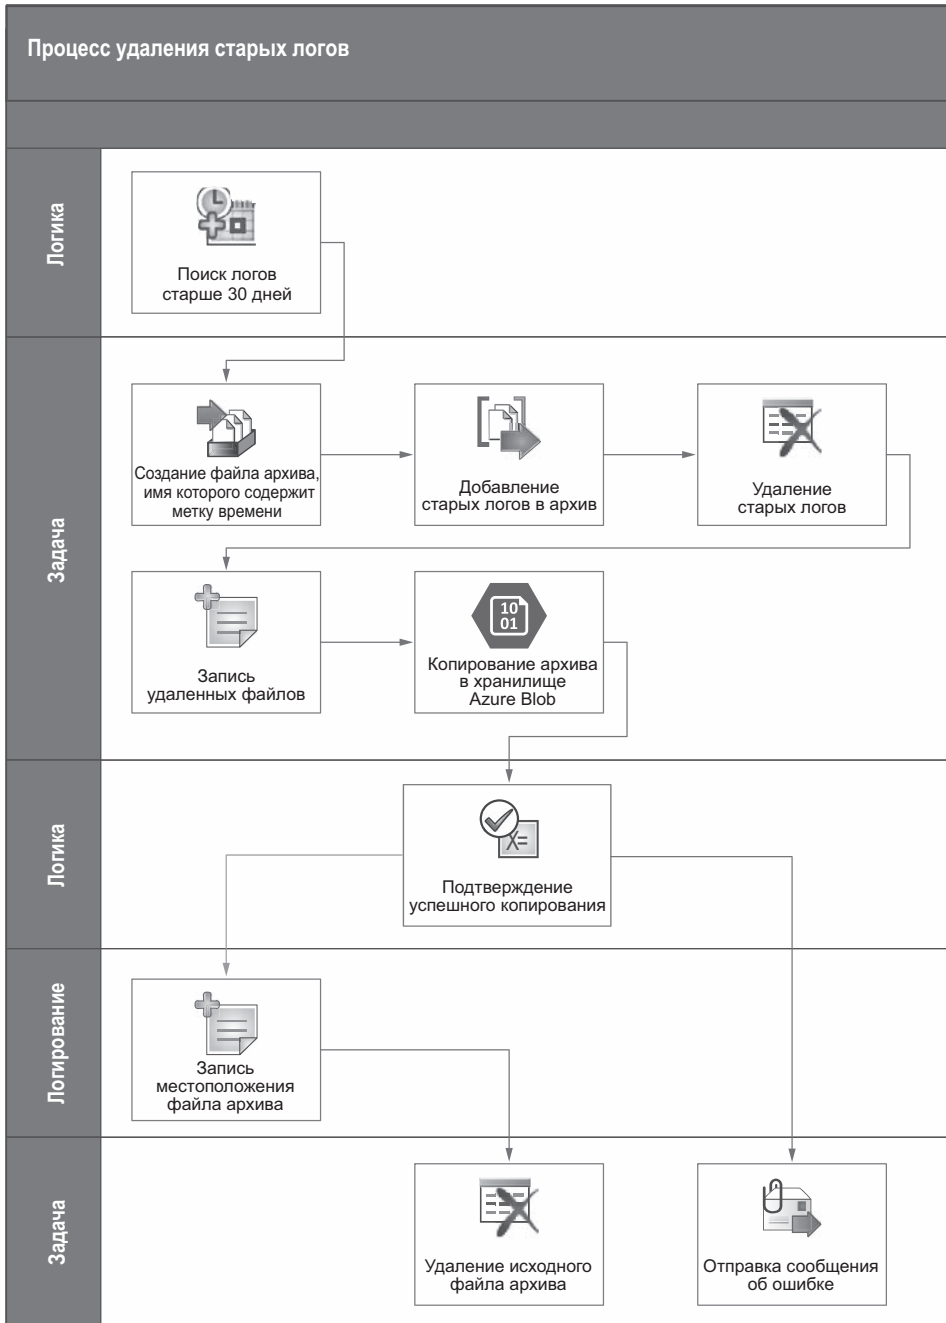 Процесс удаления старых логов
Логика
Поиск логов
старше 30 дней
Задача
Создание файла архива,
имя которого содержит
метку времени
Добавление
старых логов в архив
Удаление
старых логов
Запись
удаленных файлов
10
01
Копирование архива
в хранилище
Azure Blob
Логика
X=
Подтверждение
успешного копирования
Логирование
Запись
местоположения
файла архива
Задача
Удаление исходного
файла архива
Отправка сообщения
об ошибке